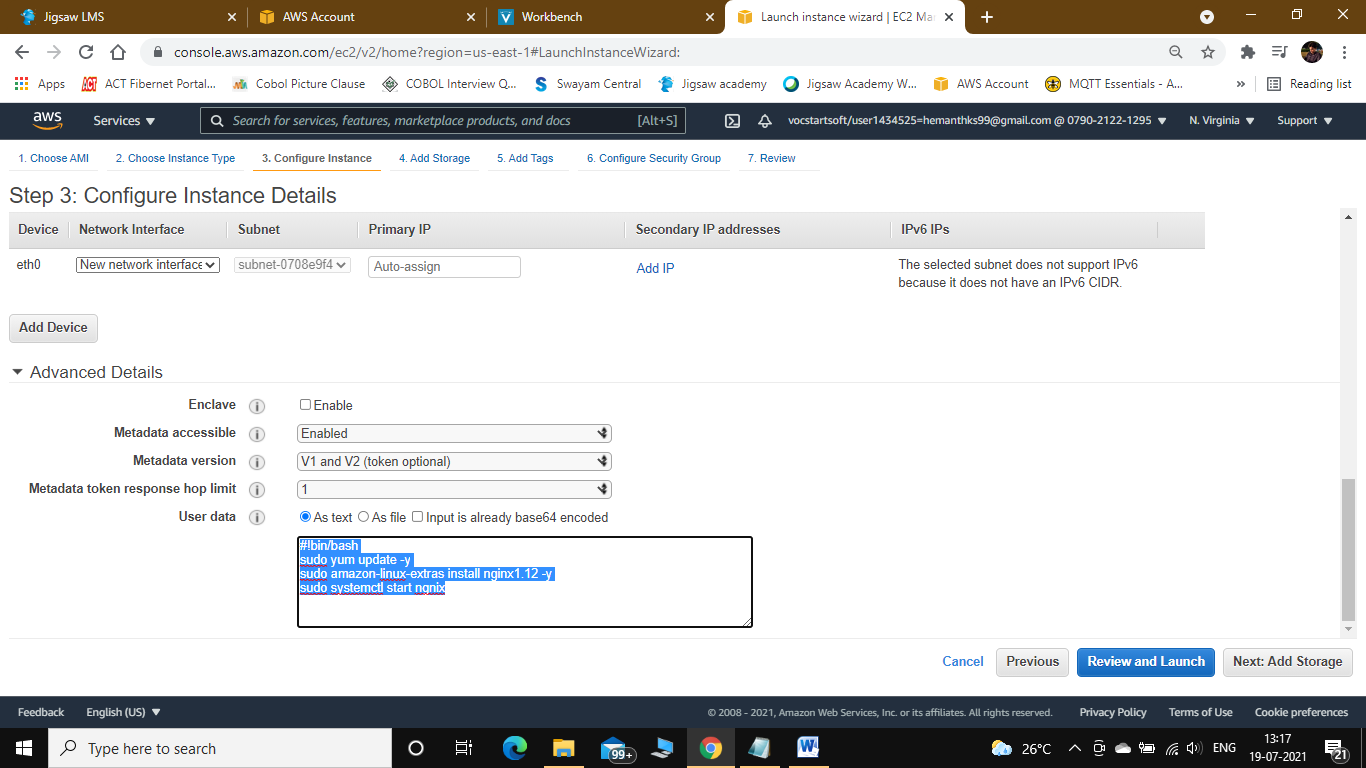 Jigsaw LMS
AWS Account
Workbench
Launch instance wizard | EC2 Ma
console.aws.amazon.com/ec2/v2/home?region=us-east-1#LaunchInstanceWizard:
Apps
ACT Fibernet Portal...
Cobol Picture Clause
COBOL Interview Q...
Swayam Central
Jigsaw academy
Jigsaw Academy W...
AWS Account
MQTT Essentials - A...
Reading list
aws
Services
Search for services, features, marketplace products, and docs
[Alt+S]
vocstartsoft/user1434525=hemanthks99@gmail.com @ 0790-2122-1295
N. Virginia
Support
1. Choose AMI
2. Choose Instance Type
3. Configure Instance
4. Add Storage
5. Add Tags
6. Configure Security Group
7. Review
Step 3: Configure Instance Details
Device
Network Interface
Subnet
Primary IP
Secondary IP addresses
IPv6 IPs
eth0
New network interface
subnet-0708e9f4
Auto-assign
Add IP
The selected subnet does not support IPv6
because it does not have an IPv6 CIDR.
Add Device
Advanced Details
Enclave
Enable
Metadata accessible
Enabled
Metadata version
V1 and V2 (token optional)
Metadata token response hop limit
1
User data
As text
As file
Input is already base64 encoded
#!bin/bash
sudo yum update -y
sudo amazon-linux-extras install nginx1.12 -y
sudo systemctl start ngnix
Cancel
Previous
Review and Launch
Next: Add Storage
Feedback
English (US)
© 2008 - 2021, Amazon Web Services, Inc. or its affiliates. All rights reserved.
Privacy Policy
Terms of Use
Cookie preferences
Type here to search
99+
26°C
ENG
13:17
19-07-2021
21